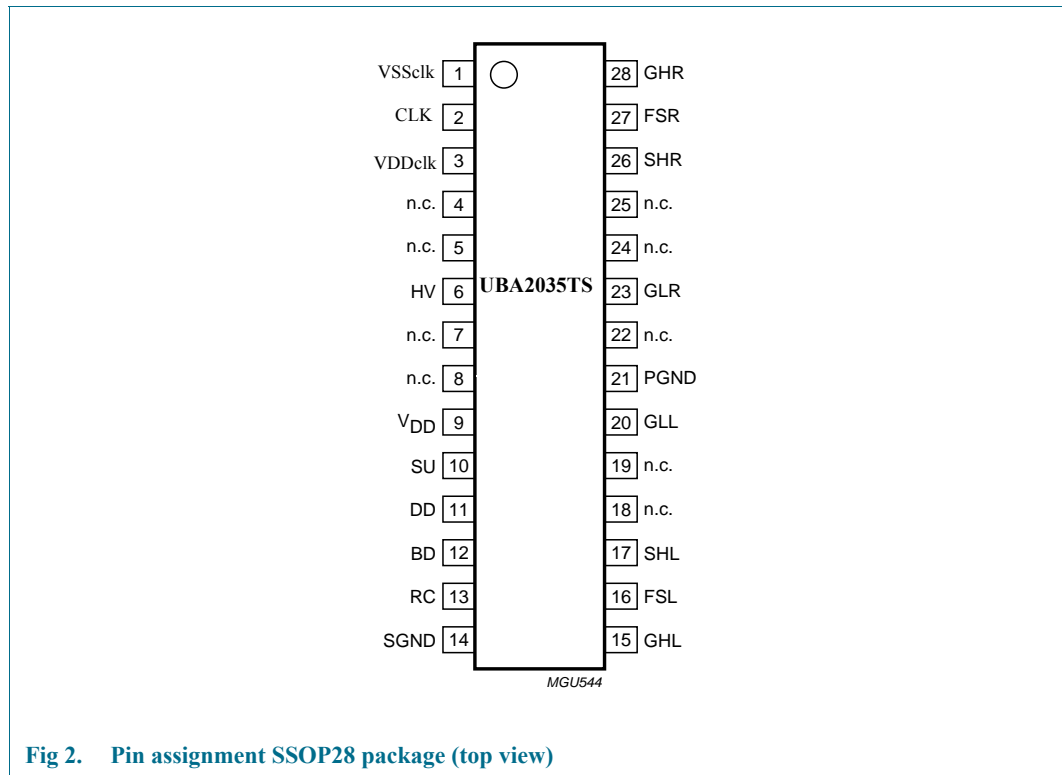 VSSclk 1 28 GHR
CLK 2 27 FSR
VDDclk 3 26 SHR
n.c. 4 25 n.c.
n.c. 5 24 n.c.
HV 6 UBA2035TS 23 GLR
n.c. 7 22 n.c.
n.c. 8 21 PGND
VDD 9 20 GLL
SU 10 19 n.c.
DD 11 18 n.c.
BD 12 17 SHL
RC 13 16 FSL
SGND 14 15 GHL
MGU544
Fig 2. Pin assignment SSOP28 package (top view)